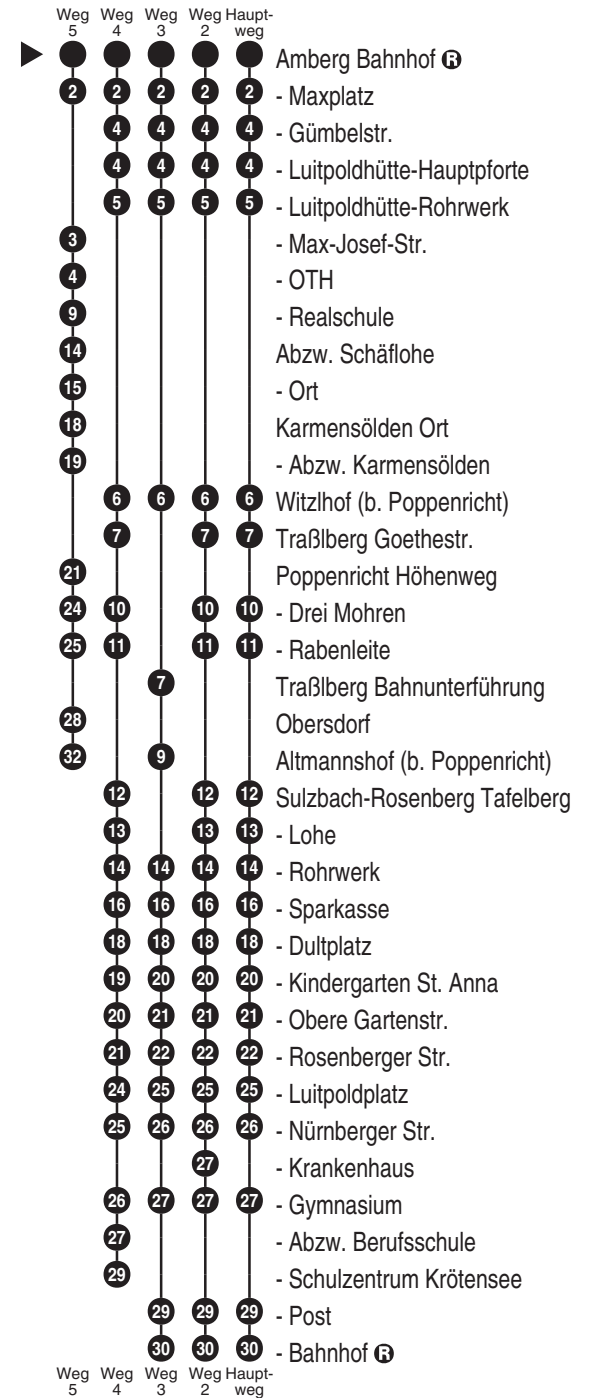 Weg Weg Weg Weg Haupt-
5 4 3 2 weg
Amberg Bahnhof R
2 2 2 2 2 - Maxplatz
4 4 4 4 - Gümbelstr.
4 4 4 4 - Luitpoldhütte-Hauptpforte
5 5 5 5 - Luitpoldhütte-Rohrwerk
3 - Max-Josef-Str.
4 - OTH
9 - Realschule
14 Abzw. Schäflohe
15 - Ort
18 Karmensölden Ort
19 - Abzw. Karmensölden
6 6 6 6 Witzlhof (b. Poppenricht)
7 7 7 Traßlberg Goethestr.
21 Poppenricht Höhenweg
24 10 10 10 - Drei Mohren
25 11 11 11 - Rabenleite
7 Traßlberg Bahnunterführung
28 Obersdorf
32 9 Altmannshof (b. Poppenricht)
12 12 12 Sulzbach-Rosenberg Tafelberg
13 13 13 - Lohe
14 14 14 14 - Rohrwerk
16 16 16 16 - Sparkasse
18 18 18 18 - Dultplatz
19 20 20 20 - Kindergarten St. Anna
20 21 21 21 - Obere Gartenstr.
21 22 22 22 - Rosenberger Str.
24 25 25 25 - Luitpoldplatz
25 26 26 26 - Nürnberger Str.
27 - Krankenhaus
26 27 27 27 - Gymnasium
27 - Abzw. Berufsschule
29 - Schulzentrum Krötensee
29 29 29 - Post
30 30 30 - Bahnhof R
Weg Weg Weg Weg Haupt-
5 4 3 2 weg